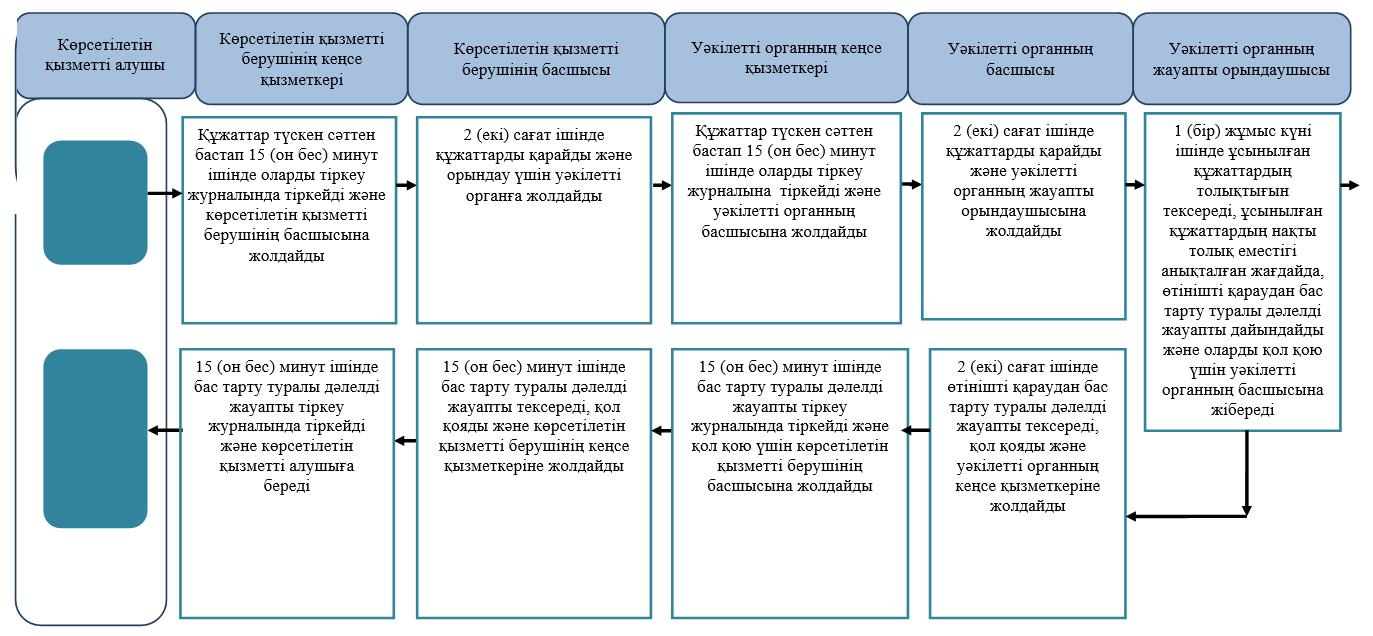 Көрсетілетін
қызметті алушы
Көрсетілетін қызметті
берушінің кеңсе
қызметкері
Көрсетілетін қызметті
берушінің басшысы
Уәкілетті органның кеңсе
қызметкері
Уәкілетті органның
басшысы
Уәкілетті органның
жауапты орындаушысы
Құжаттар түскен сәттен
бастап 15 (он бес) минут
ішінде оларды тіркеу
журналында тіркейді және
көрсетілетін қызметті
берушінің басшысына
жолдайды
2 (екі) сағат ішінде
құжаттарды қарайды және
орындау үшін уәкілетті
органға жолдайды
Құжаттар түскен сәттен
бастап 15 (он бес) минут
ішінде оларды тіркеу
журналына тіркейді және
уәкілетті органның
басшысына жолдайды
2 (екі) сағат ішінде
құжаттарды қарайды
және уәкілетті
органның жауапты
орындаушысына
жолдайды
1 (бір) жұмыс күні
ішінде ұсынылған
құжаттардың
толықтығын
тексереді, ұсынылған
құжаттардың нақты
толық еместігі
анықталған жағдайда,
өтінішті қараудан бас
тарту туралы дәлелді
жауапты дайындайды
және оларды қол қою
үшін уәкілетті
органның басшысына
жібереді
15 (он бес) минут ішінде
бас тарту туралы дәлелді
жауапты тіркеу
журналында тіркейді
және көрсетілетін
қызметті алушыға
береді
15 (он бес) минут ішінде
бас тарту туралы дәлелді
жауапты тексереді, қол
қояды және көрсетілетін
қызметті берушінің кеңсе
қызметкеріне жолдайды
15 (он бес) минут ішінде
бас тарту туралы дәлелді
жауапты тіркеу
журналында тіркейді және
қол қою үшін көрсетілетін
қызметті берушінің
басшысына жолдайды
2 (екі) сағат ішінде
өтінішті қараудан бас
тарту туралы дәлелді
жауапты тексереді,
қол қояды және
уәкілетті органның
кеңсе қызметкеріне
жолдайды